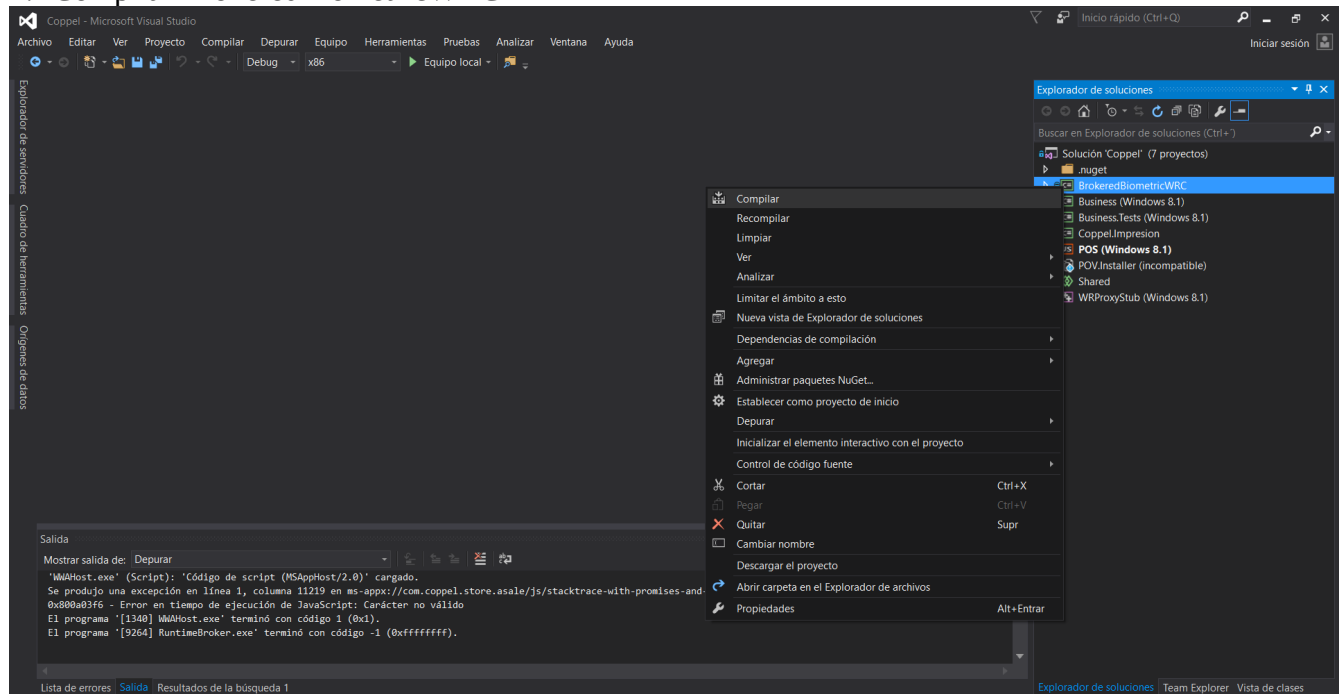 Coppel - Microsoft Visual Studio
Inicio rápido (Ctrl+Q)
Archivo Editar Ver Proyecto Compilar Depurar Equipo Herramientas Pruebas Analizar Ventana Ayuda
Iniciar sesión
Debug x86 Equipo local
Explorador de servidores
Cuadro de herramientas
Orígenes de datos
Explorador de soluciones
Buscar en Explorador de soluciones (Ctrl+´)
Solución 'Coppel' (7 proyectos)
.nuget
BrokeredBiometricWRC
Business (Windows 8.1)
Business.Tests (Windows 8.1)
Coppel.Impresion
POS (Windows 8.1)
POV.Installer (incompatible)
Shared
WRProxyStub (Windows 8.1)
Compilar
Recompilar
Limpiar
Ver
Analizar
Limitar el ámbito a esto
Nueva vista de Explorador de soluciones
Dependencias de compilación
Agregar
Administrar paquetes NuGet...
Establecer como proyecto de inicio
Depurar
Inicializar el elemento interactivo con el proyecto
Control de código fuente
Cortar Ctrl+X
Pegar Ctrl+V
Quitar Supr
Cambiar nombre
Descargar el proyecto
Abrir carpeta en el Explorador de archivos
Propiedades Alt+Entrar
Salida
Mostrar salida de: Depurar
'WWAHost.exe' (Script): 'Código de script (MSAppHost/2.0)' cargado.
Se produjo una excepción en línea 1, columna 11219 en ms-appx://com.coppel.store.asale/js/stacktrace-with-promises-and-
0x800a03f6 - Error en tiempo de ejecución de JavaScript: Carácter no válido
El programa '[1340] WWAHost.exe' terminó con código 1 (0x1).
El programa '[9264] RuntimeBroker.exe' terminó con código -1 (0xffffffff).
Lista de errores Salida Resultados de la búsqueda 1
Explorador de soluciones Team Explorer Vista de clases